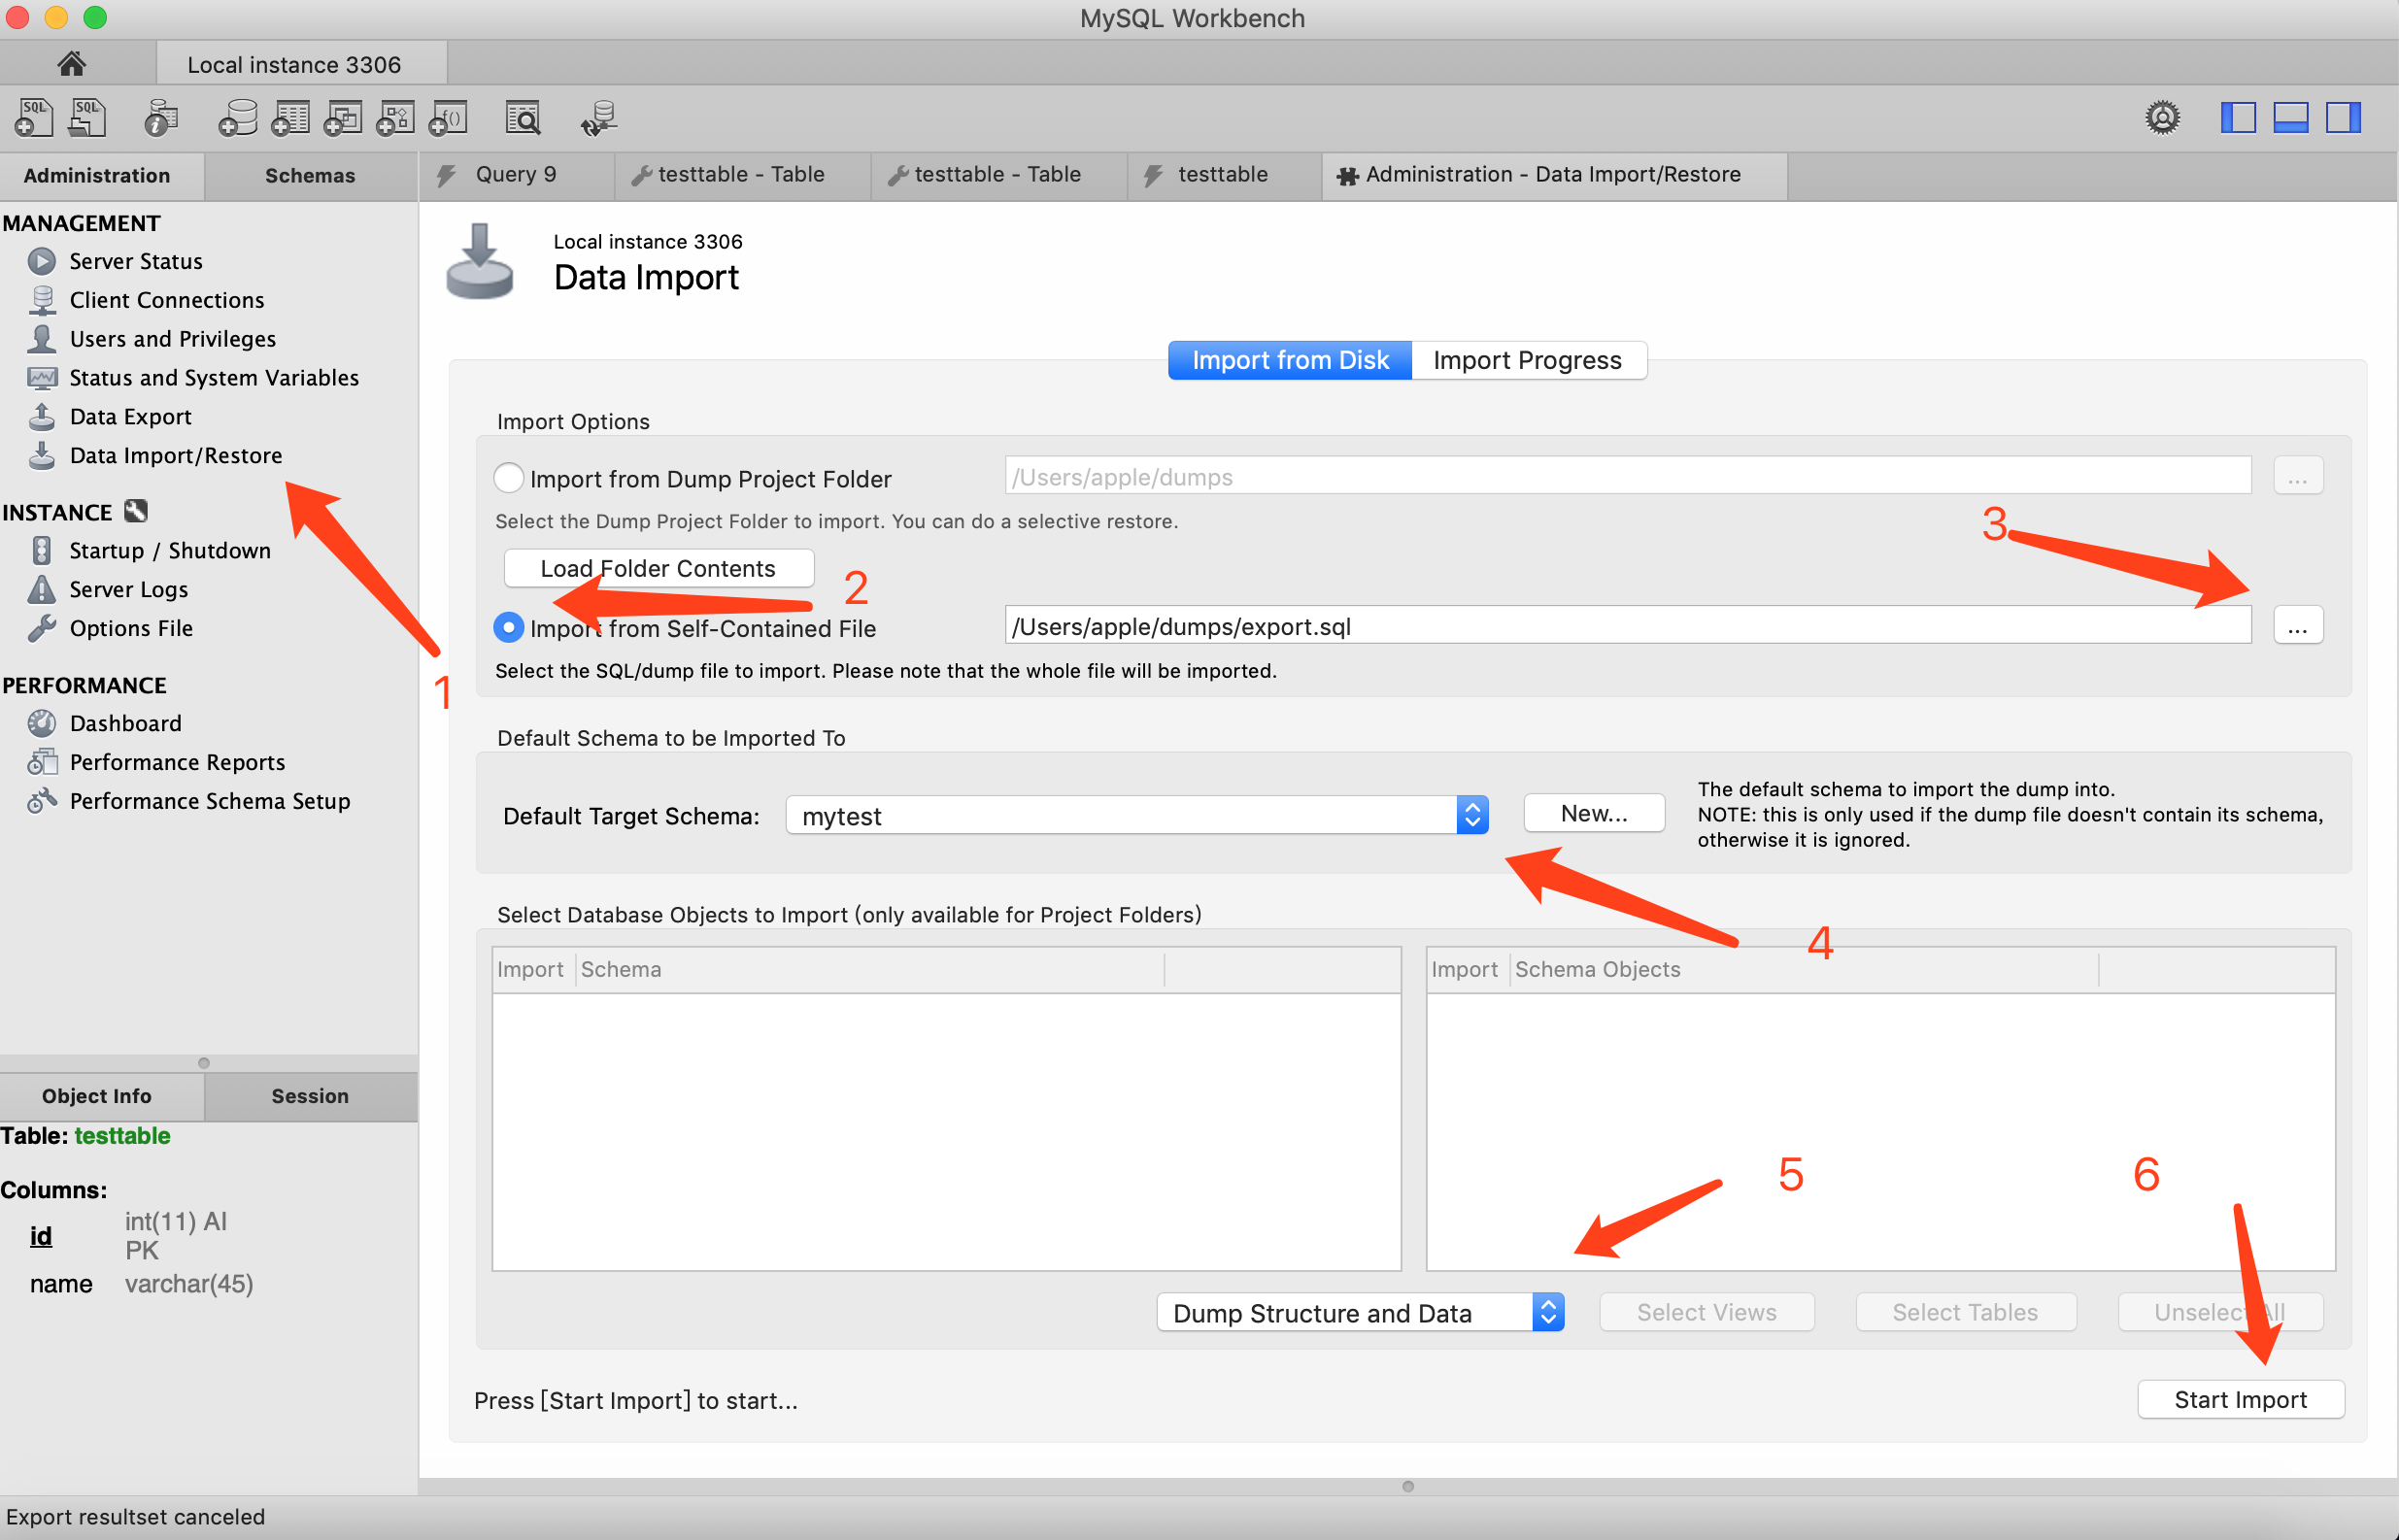 MySQL Workbench
Local instance 3306
SQL SQL
f()
Administration Schemas
Query 9 testtable - Table testtable - Table testtable Administration - Data Import/Restore
MANAGEMENT
Server Status
Client Connections
Users and Privileges
Status and System Variables
Data Export
Data Import/Restore
INSTANCE
Startup / Shutdown
Server Logs
Options File
PERFORMANCE
Dashboard
Performance Reports
Performance Schema Setup
1
Object Info Session
Table: testtable
Columns:
id int(11) AI
PK
name varchar(45)
Local instance 3306
Data Import
Import from Disk Import Progress
Import Options
Import from Dump Project Folder /Users/apple/dumps ...
Select the Dump Project Folder to import. You can do a selective restore.
3
Load Folder Contents 2
Import from Self-Contained File /Users/apple/dumps/export.sql ...
Select the SQL/dump file to import. Please note that the whole file will be imported.
Default Schema to be Imported To
Default Target Schema: mytest New...
The default schema to import the dump into.
NOTE: this is only used if the dump file doesn't contain its schema,
otherwise it is ignored.
4
Select Database Objects to Import (only available for Project Folders)
Import Schema Import Schema Objects
5 6
Dump Structure and Data Select Views Select Tables Unselect All
Press [Start Import] to start... Start Import
Export resultset canceled